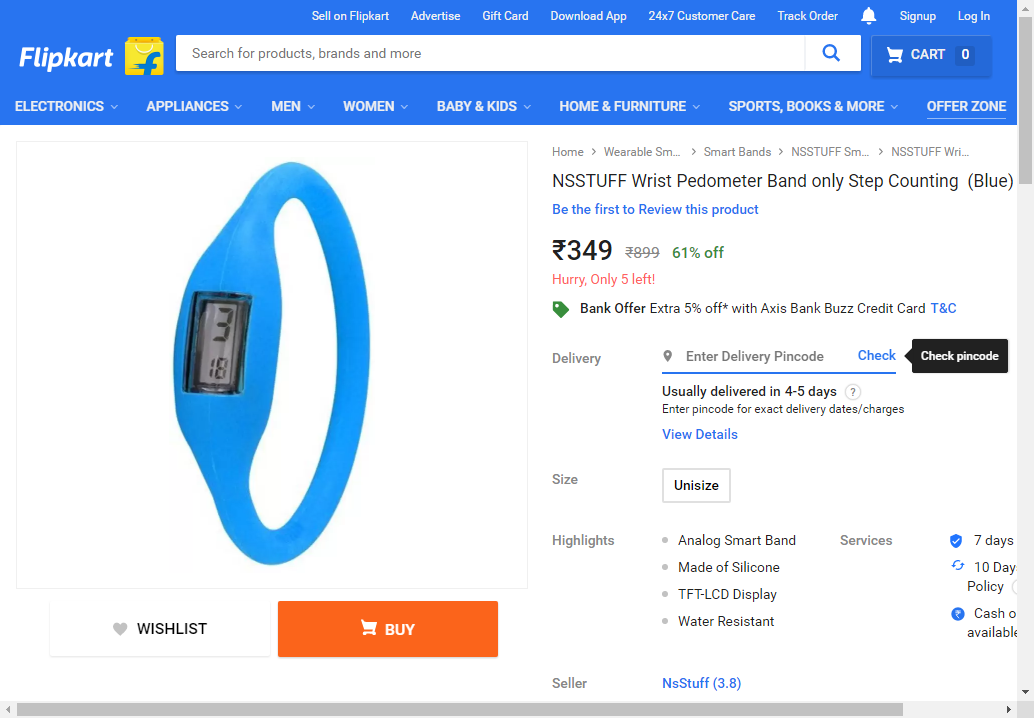 Sell on Flipkart Advertise Gift Card Download App 24x7 Customer Care Track Order Signup Log In
Flipkart
Search for products, brands and more
CART 0
ELECTRONICS APPLIANCES MEN WOMEN BABY & KIDS HOME & FURNITURE SPORTS, BOOKS & MORE OFFER ZONE
Home > Wearable Sm... > Smart Bands > NSSTUFF Sm... > NSSTUFF Wri...
NSSTUFF Wrist Pedometer Band only Step Counting (Blue)
Be the first to Review this product
₹349 ₹899 61% off
Hurry, Only 5 left!
Bank Offer Extra 5% off* with Axis Bank Buzz Credit Card T&C
Delivery
Enter Delivery Pincode Check
Check pincode
Usually delivered in 4-5 days ?
Enter pincode for exact delivery dates/charges
View Details
Size
Unisize
Highlights
Analog Smart Band
Made of Silicone
TFT-LCD Display
Water Resistant
Services
7 days
10 Day
Policy
Cash o
available
WISHLIST
BUY
Seller
NsStuff (3.8)
3
18